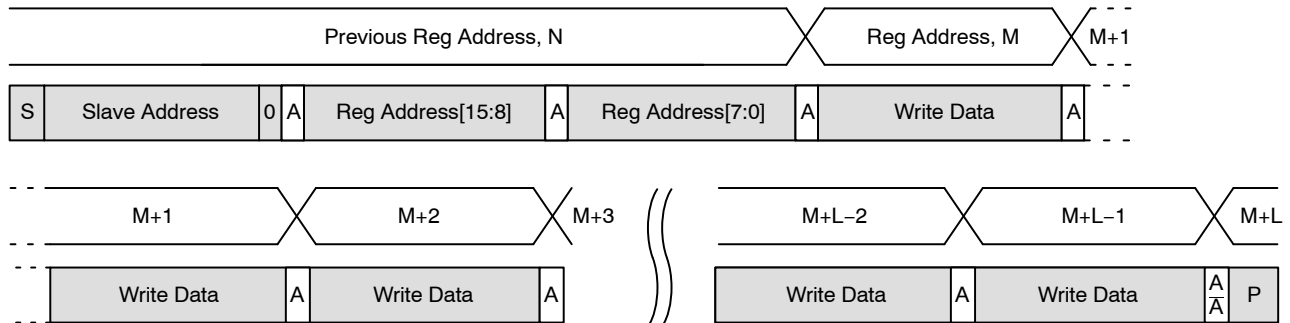 Previous Reg Address, N Reg Address, M M+1
S Slave Address 0 A Reg Address[15:8] A Reg Address[7:0] A Write Data A
M+1 M+2 M+3 M+L−2 M+L−1 M+L
Write Data A Write Data A Write Data A Write Data A/A̅ P